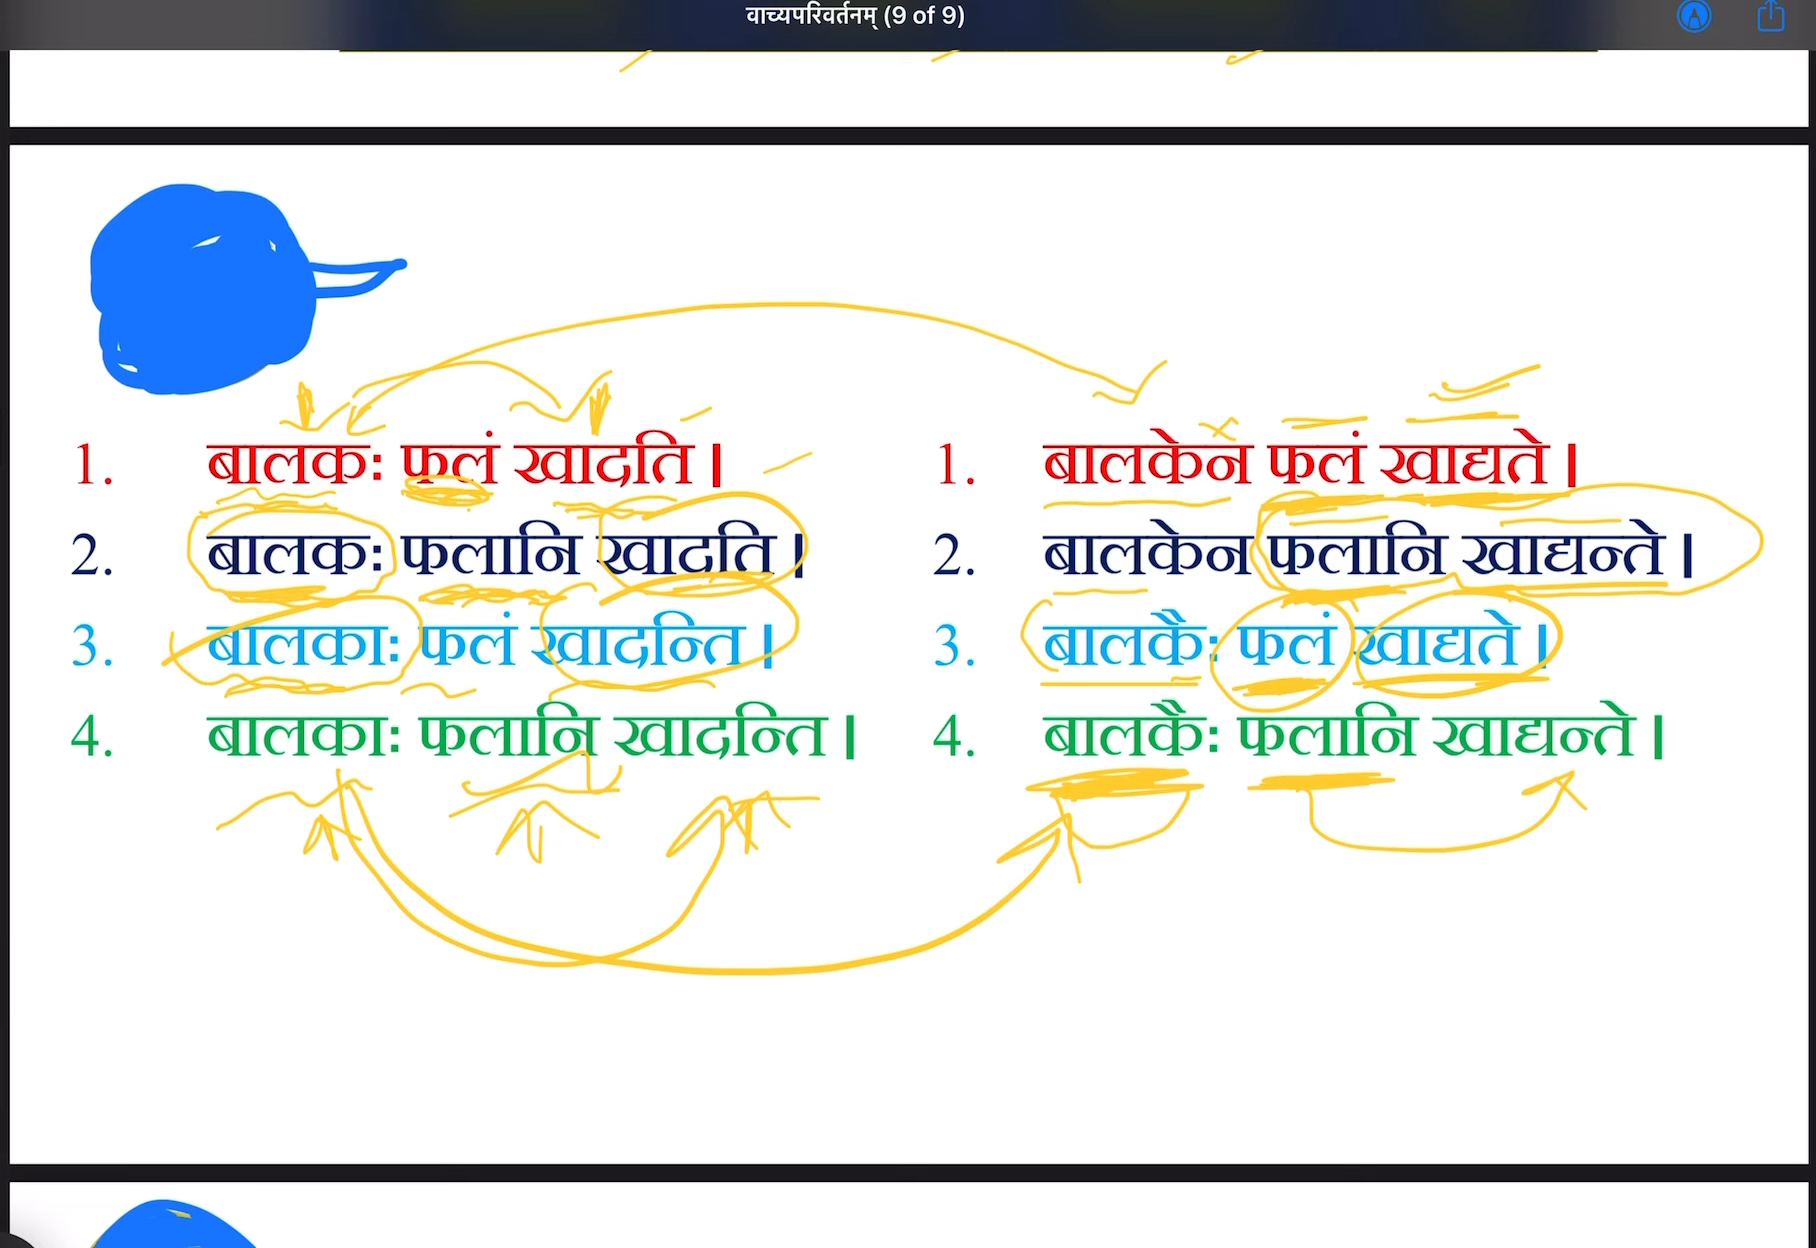 वाच्यपरिवर्तनम् (9 of 9)
1. बालकः फलं खादति।
2. बालकः फलानि खादति।
3. बालकाः फलं खादन्ति।
4. बालकाः फलानि खादन्ति।
1. बालकेन फलं खाद्यते।
2. बालकेन फलानि खाद्यन्ते।
3. बालकैः फलं खाद्यते।
4. बालकैः फलानि खाद्यन्ते।